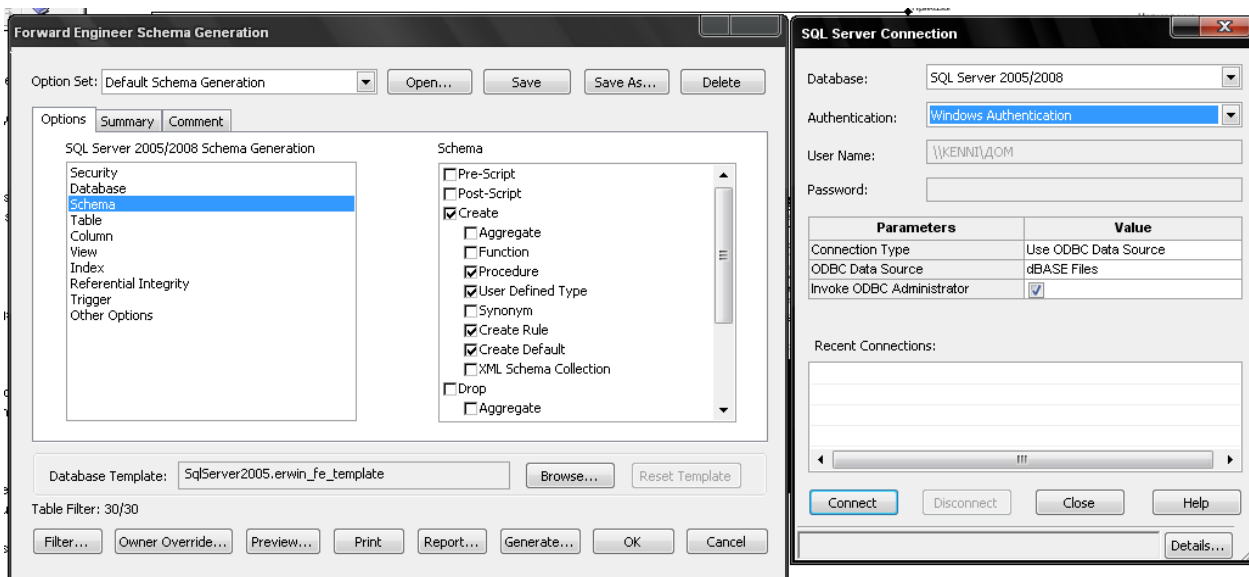 Forward Engineer Schema Generation
Option Set: Default Schema Generation Open... Save Save As... Delete
Options Summary Comment
SQL Server 2005/2008 Schema Generation
Security
Database
Schema
Table
Column
View
Index
Referential Integrity
Trigger
Other Options
Schema
Pre-Script
Post-Script
Create
Aggregate
Function
Procedure
User Defined Type
Synonym
Create Rule
Create Default
XML Schema Collection
Drop
Aggregate
Database Template: SqlServer2005.erwin_fe_template Browse... Reset Template
Table Filter: 30/30
Filter... Owner Override... Preview... Print Report... Generate... OK Cancel
SQL Server Connection
Database: SQL Server 2005/2008
Authentication: Windows Authentication
User Name: \\KENNI\ДОМ
Password:
Parameters Value
Connection Type Use ODBC Data Source
ODBC Data Source dBASE Files
Invoke ODBC Administrator
Recent Connections:
Connect Disconnect Close Help
Details...